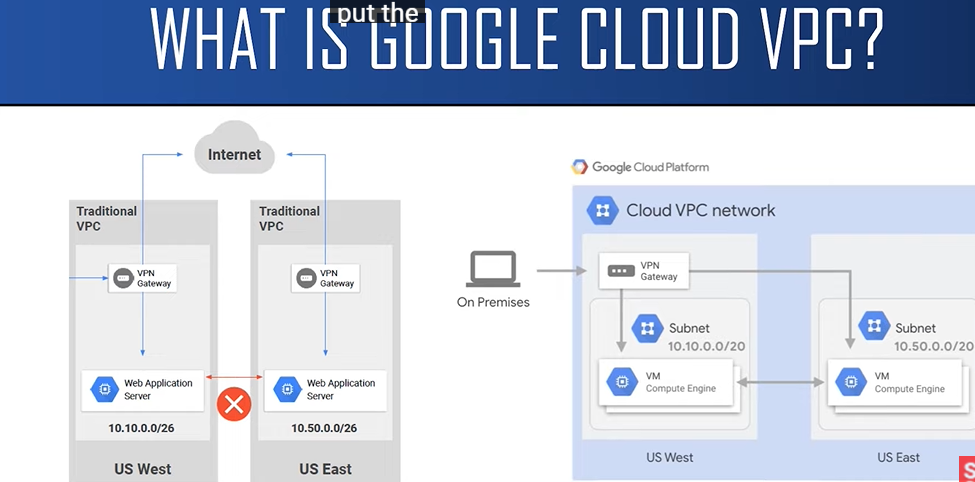 put the
WHAT IS GOOGLE CLOUD VPC?
Internet
Traditional
VPC
VPN
Gateway
Web Application
Server
10.10.0.0/26
US West
Traditional
VPC
VPN
Gateway
Web Application
Server
10.50.0.0/26
US East
On Premises
Google Cloud Platform
Cloud VPC network
VPN
Gateway
Subnet
10.10.0.0/20
VM
Compute Engine
US West
Subnet
10.50.0.0/20
VM
Compute Engine
US East
S